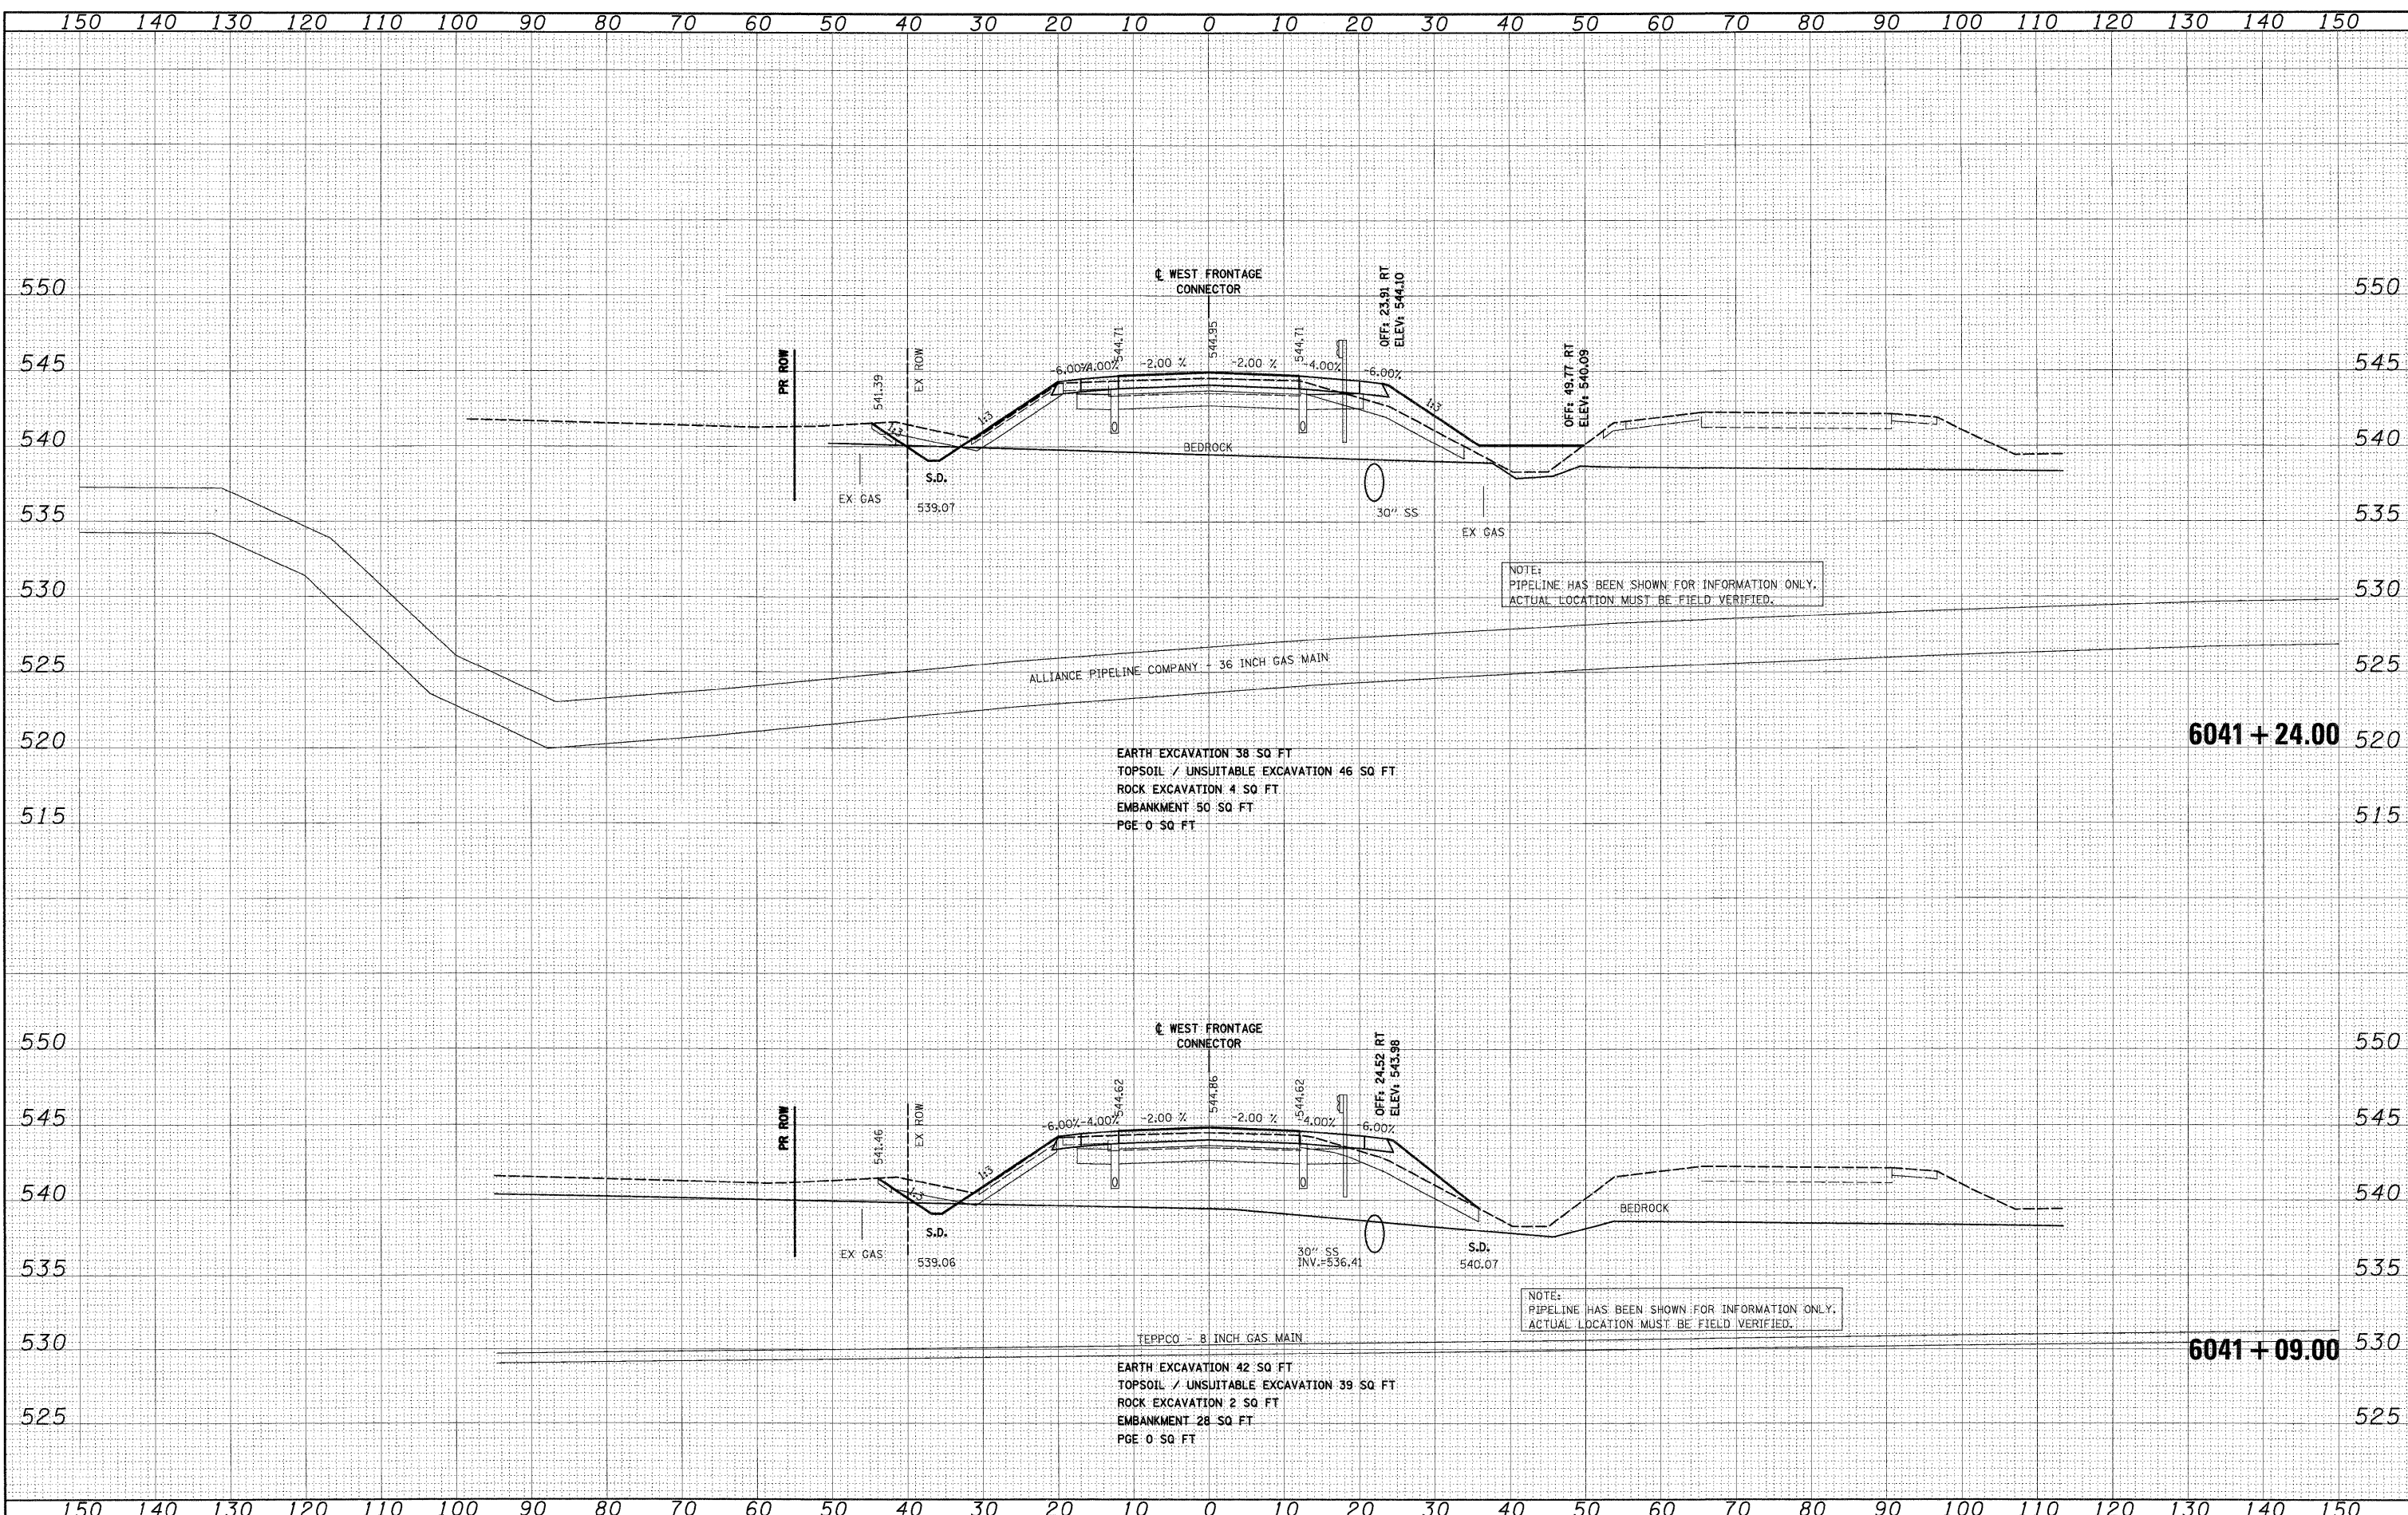 150 140 130 120 110 100 90 80 70 60 50 40 30 20 10 0 10 20 30 40 50 60 70 80 90 100 110 120 130 140 150
℄ WEST FRONTAGE
CONNECTOR
OFF: 23.91 RT
ELEV: 544.10
550 550
544.71 544.95 544.71
OFF: 49.77 RT
ELEV: 540.09
PR ROW
541.39
EX ROW
545 545
-6.00% -4.00% -2.00 % -2.00 % -4.00% -6.00%
1:3 1:3 1:3
540 540
BEDROCK
S.D.
539.07
EX GAS
30" SS
EX GAS
535 535
NOTE:
PIPELINE HAS BEEN SHOWN FOR INFORMATION ONLY.
ACTUAL LOCATION MUST BE FIELD VERIFIED.
530 530
ALLIANCE PIPELINE COMPANY - 36 INCH GAS MAIN
525 525
6041 + 24.00
520 520
EARTH EXCAVATION 38 SQ FT
TOPSOIL / UNSUITABLE EXCAVATION 46 SQ FT
ROCK EXCAVATION 4 SQ FT
EMBANKMENT 50 SQ FT
PGE 0 SQ FT
515 515
℄ WEST FRONTAGE
CONNECTOR
OFF: 24.52 RT
ELEV: 543.98
550 550
544.62 544.86 544.62
PR ROW
541.46
EX ROW
545 545
-6.00% -4.00% -2.00 % -2.00 % -4.00% -6.00%
1:3 1:3
540 540
BEDROCK
S.D.
539.06
EX GAS
30" SS
INV.=536.41
S.D.
540.07
535 535
NOTE:
PIPELINE HAS BEEN SHOWN FOR INFORMATION ONLY.
ACTUAL LOCATION MUST BE FIELD VERIFIED.
TEPPCO - 8 INCH GAS MAIN
530 6041 + 09.00 530
EARTH EXCAVATION 42 SQ FT
TOPSOIL / UNSUITABLE EXCAVATION 39 SQ FT
ROCK EXCAVATION 2 SQ FT
EMBANKMENT 28 SQ FT
PGE 0 SQ FT
525 525
150 140 130 120 110 100 90 80 70 60 50 40 30 20 10 0 10 20 30 40 50 60 70 80 90 100 110 120 130 140 150